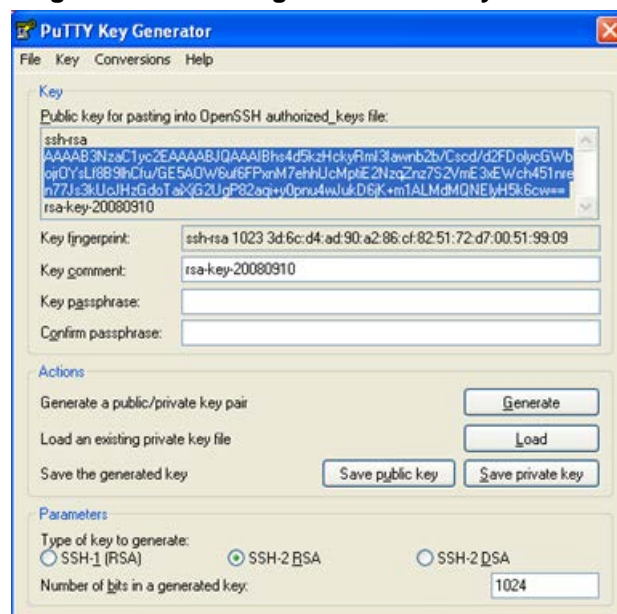 PuTTY Key Generator
File Key Conversions Help
Key
Public key for pasting into OpenSSH authorized_keys file:
ssh-rsa
rsa-key-20080910
Key fingerprint: ssh-rsa 1023 3d:6c:d4:ad:90:a2:86:cf:82:51:72:d7:00:51:99:09
Key comment: rsa-key-20080910
Key passphrase:
Confirm passphrase:
Actions
Generate a public/private key pair Generate
Load an existing private key file Load
Save the generated key Save public key Save private key
Parameters
Type of key to generate:
SSH-1 (RSA) SSH-2 RSA SSH-2 DSA
Number of bits in a generated key: 1024